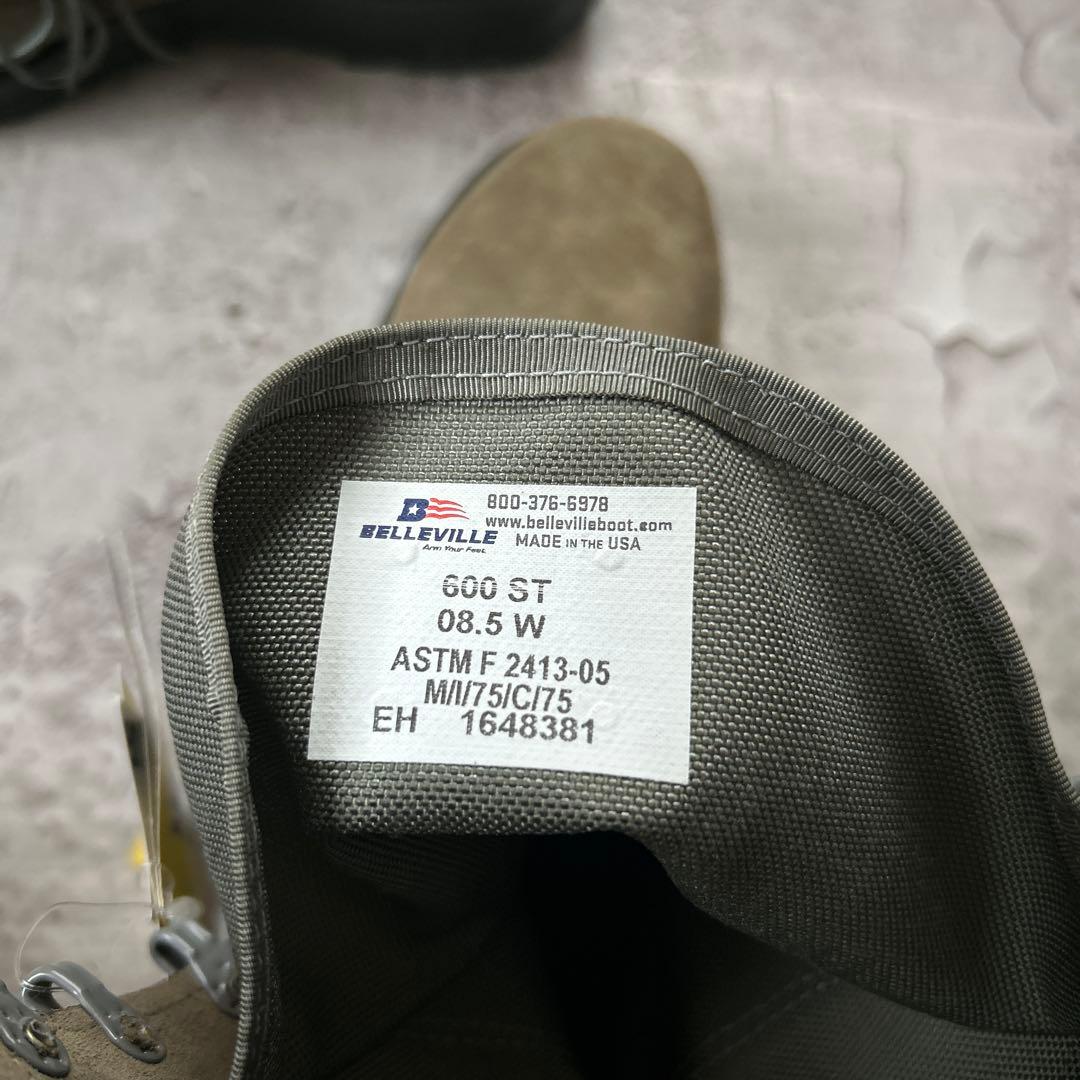 B 800-376-6978
BELLEVILLE www.bellevilleboot.com
Arm Your Feet. MADE IN THE USA
600 ST
08.5 W
ASTM F 2413-05
M/I/75/C/75
EH 1648381